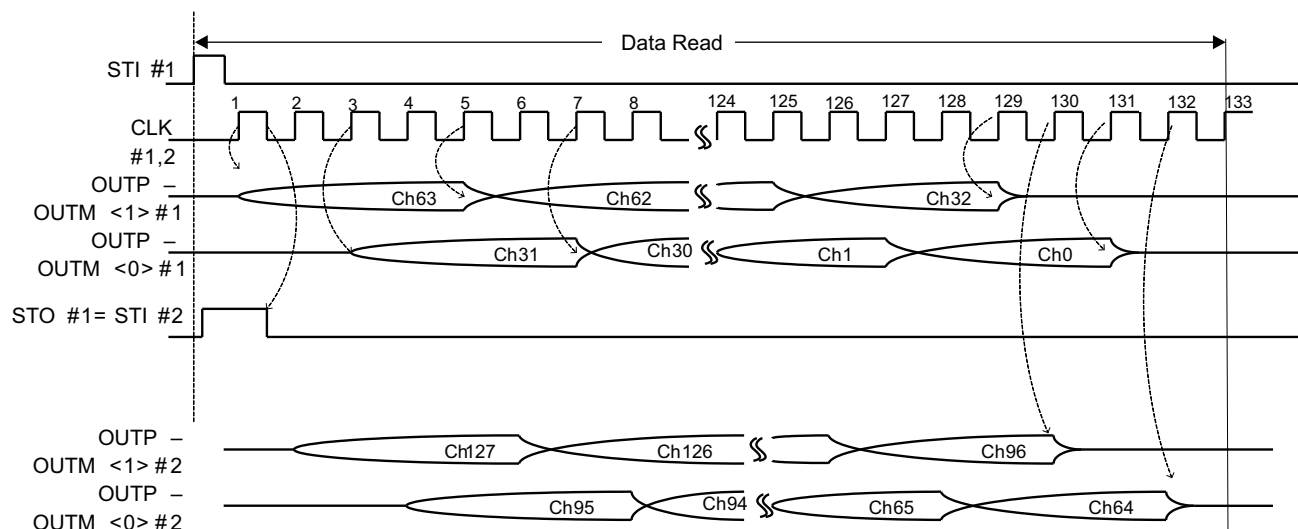 Data Read
STI #1
1 2 3 4 5 6 7 8 124 125 126 127 128 129 130 131 132 133
CLK
#1,2
OUTP –
OUTM <1> #1
Ch63 Ch62 Ch32
OUTP –
OUTM <0> #1
Ch31 Ch30 Ch1 Ch0
STO #1= STI #2
OUTP –
OUTM <1> #2
Ch127 Ch126 Ch96
OUTP –
OUTM <0> #2
Ch95 Ch94 Ch65 Ch64